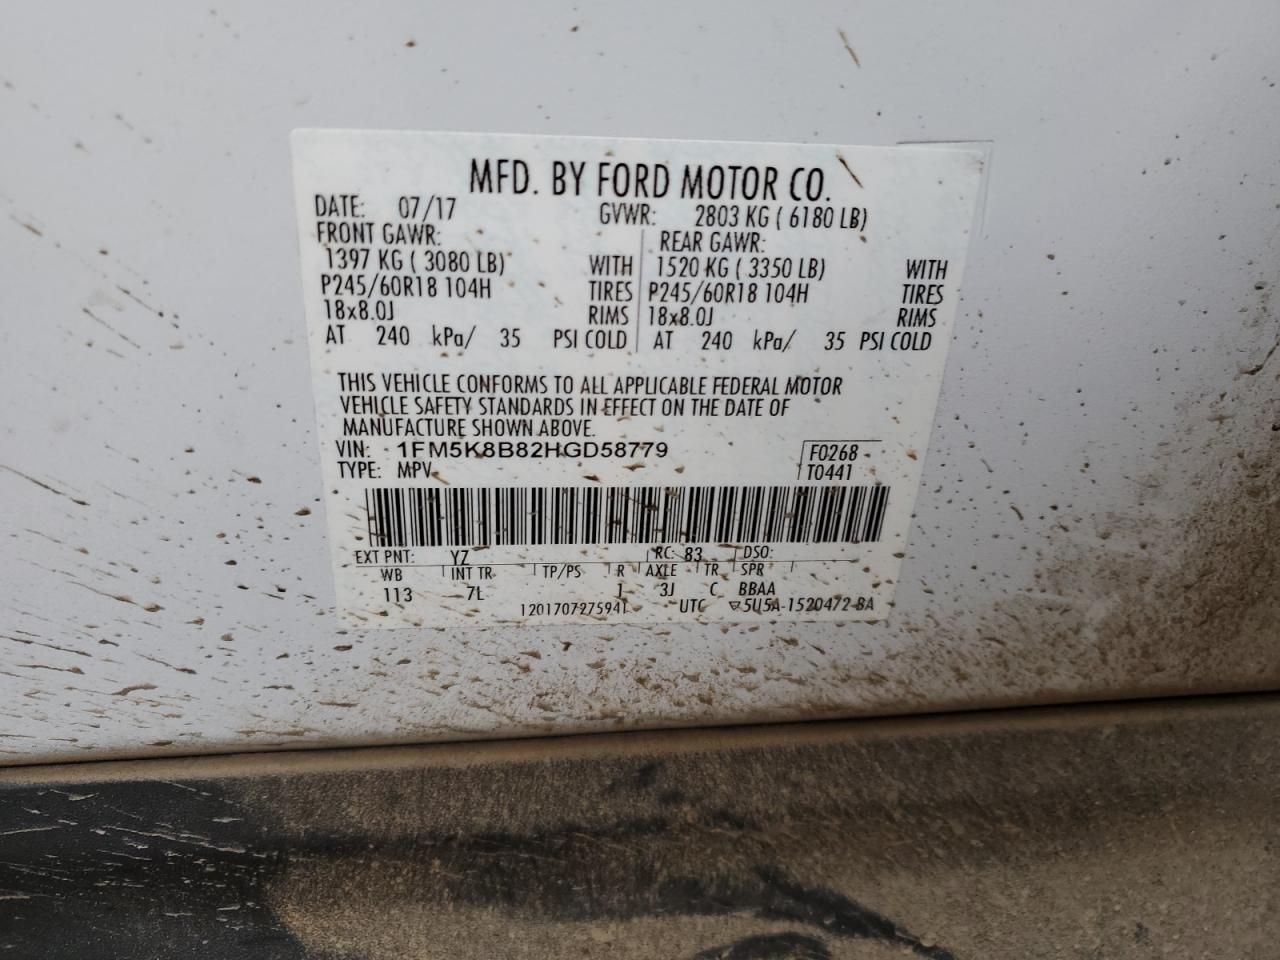 MFD. BY FORD MOTOR CO.
DATE: 07/17 GVWR: 2803 KG ( 6180 LB)
FRONT GAWR: REAR GAWR:
1397 KG ( 3080 LB) WITH 1520 KG ( 3350 LB) WITH
P245/60R18 104H TIRES P245/60R18 104H TIRES
18x8.0J RIMS 18x8.0J RIMS
AT 240 kPa/ 35 PSI COLD AT 240 kPa/ 35 PSI COLD
THIS VEHICLE CONFORMS TO ALL APPLICABLE FEDERAL MOTOR
VEHICLE SAFETY STANDARDS IN EFFECT ON THE DATE OF
MANUFACTURE SHOWN ABOVE.
VIN: 1FM5K8B82HGD58779 F0268
TYPE: MPV T0441
EXT PNT: YZ RC: 83 DSO:
WB INT TR TP/PS R AXLE TR SPR
113 7L 1 3J C BBAA
1201707275941 UTC ▽5U5A-1520472-BA